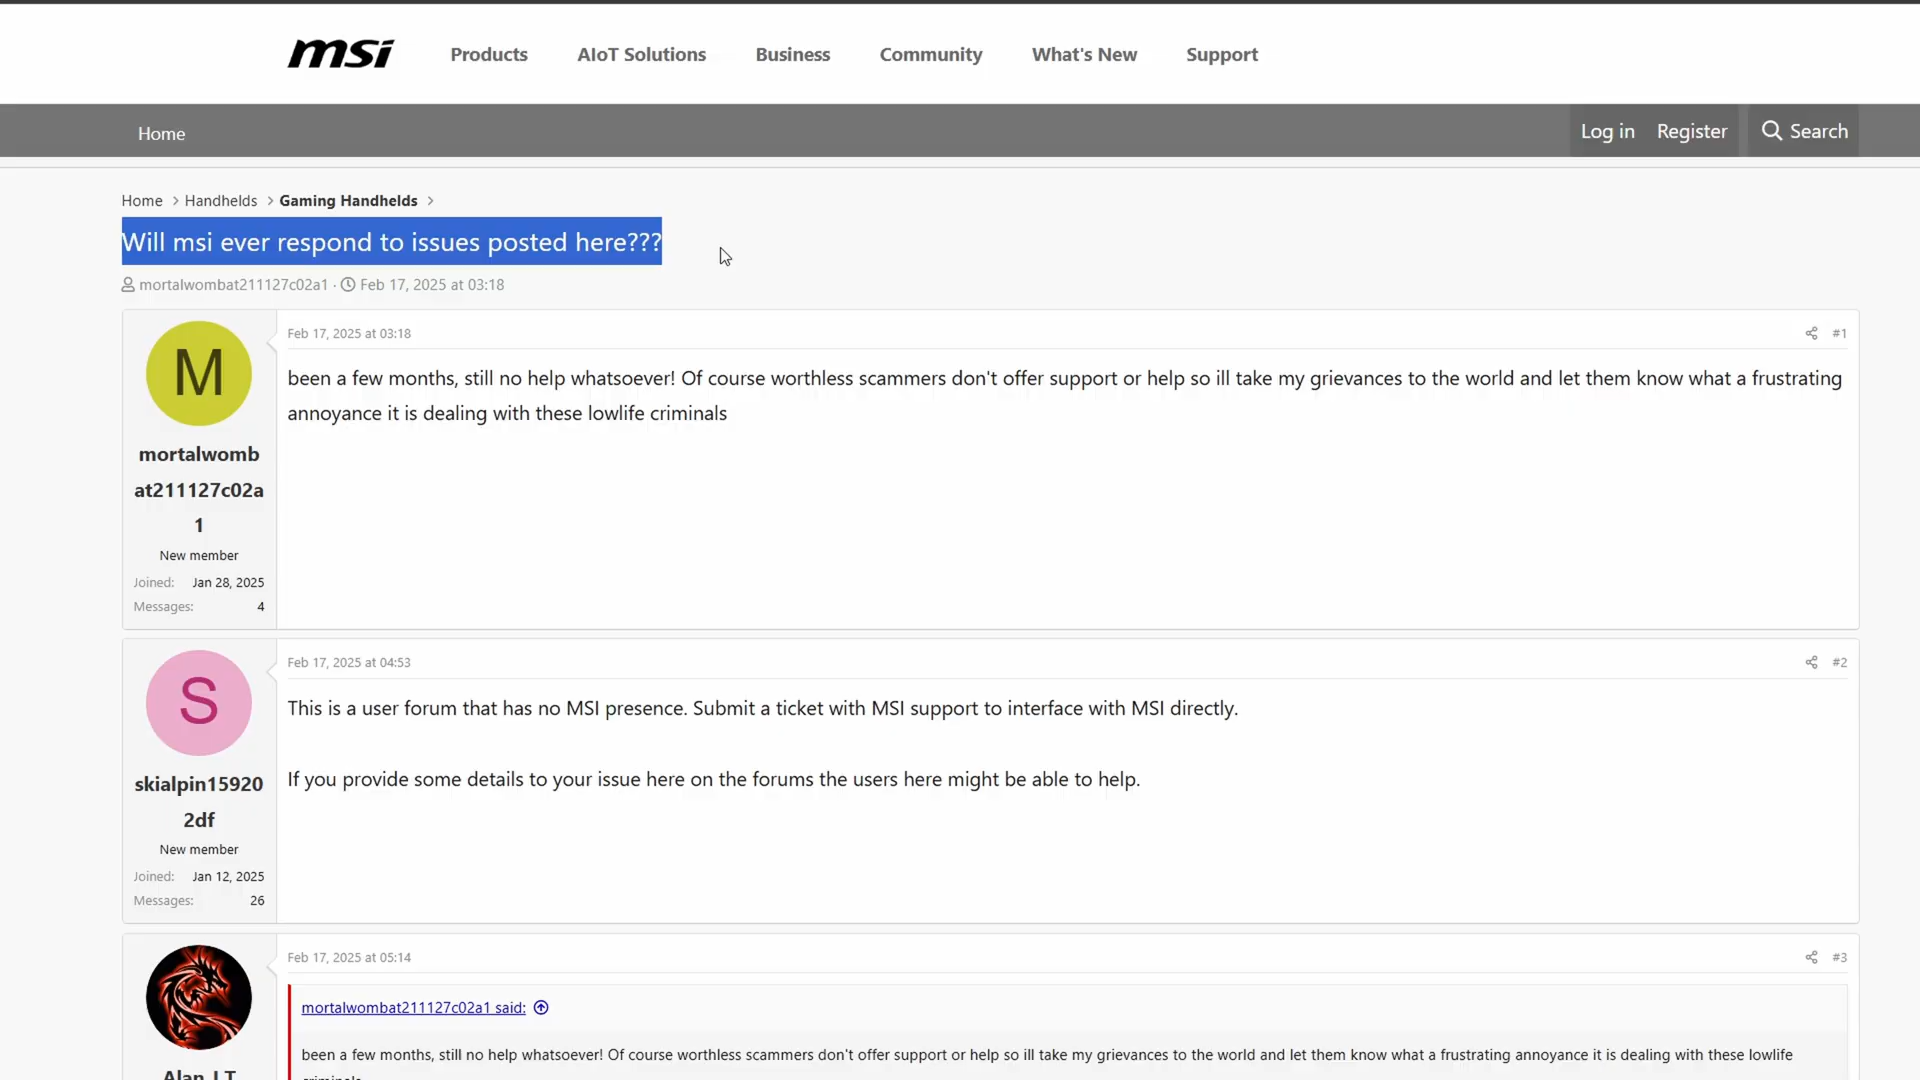 msi Products AIoT Solutions Business Community What's New Support
Home Log in Register Search
Home > Handhelds > Gaming Handhelds >
Will msi ever respond to issues posted here???
mortalwombat211127c02a1 · Feb 17, 2025 at 03:18
M
mortalwomb
at211127c02a
1
New member
Joined: Jan 28, 2025
Messages: 4
Feb 17, 2025 at 03:18 #1
been a few months, still no help whatsoever! Of course worthless scammers don't offer support or help so ill take my grievances to the world and let them know what a frustrating
annoyance it is dealing with these lowlife criminals
S
skialpin15920
2df
New member
Joined: Jan 12, 2025
Messages: 26
Feb 17, 2025 at 04:53 #2
This is a user forum that has no MSI presence. Submit a ticket with MSI support to interface with MSI directly.
If you provide some details to your issue here on the forums the users here might be able to help.
Alan J T
Feb 17, 2025 at 05:14 #3
mortalwombat211127c02a1 said:
been a few months, still no help whatsoever! Of course worthless scammers don't offer support or help so ill take my grievances to the world and let them know what a frustrating annoyance it is dealing with these lowlife
criminals